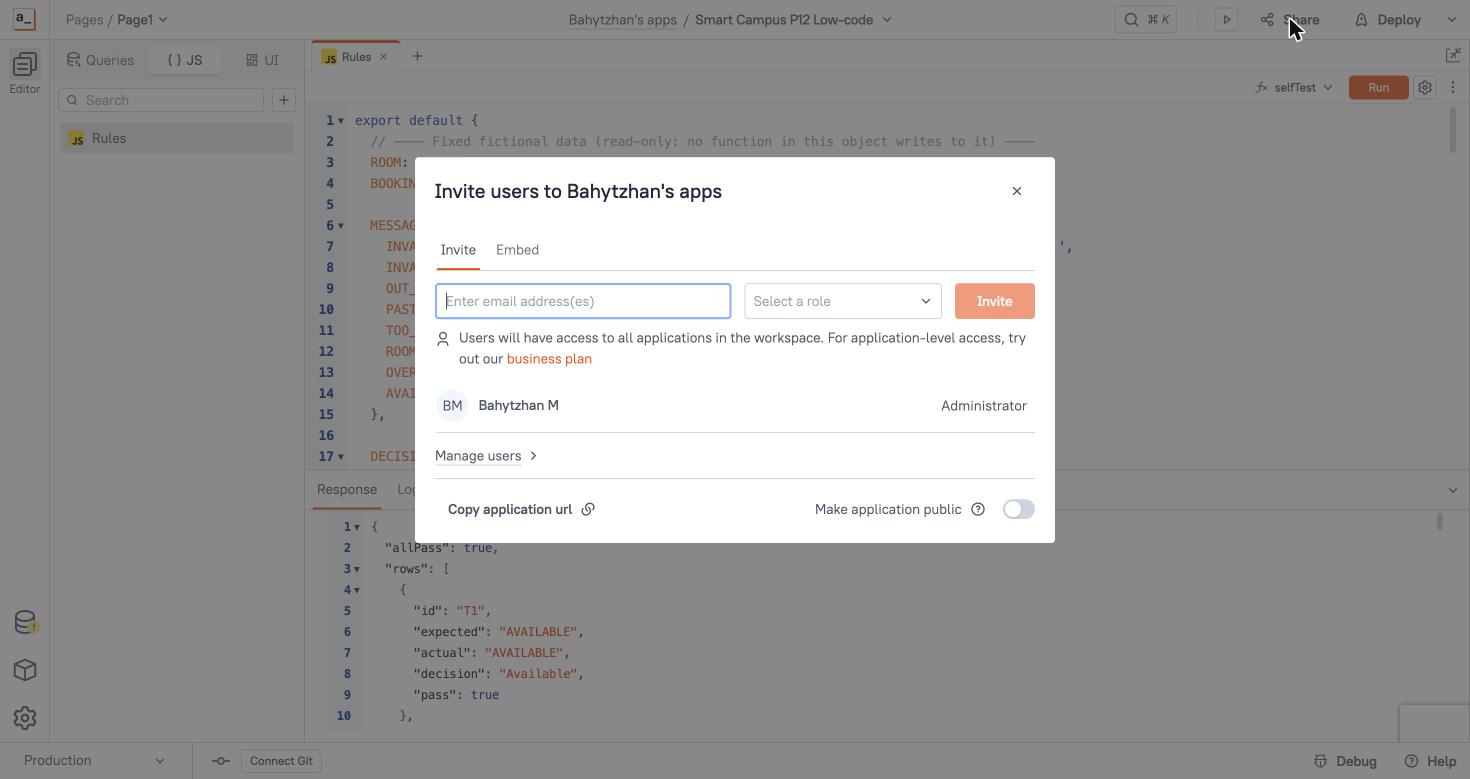 a_
Pages / Page1
Bahytzhan's apps / Smart Campus P12 Low-code
⌘ K
Share
Deploy
Editor
Queries
{ } JS
UI
Search
JS Rules
JS Rules × +
fx selfTest
Run
1 export default {
2 // ---- Fixed fictional data (read-only: no function in this object writes to it) ----
3 ROOM:
4 BOOKIN
5
6 MESSAG
7 INVA
',
8 INVA
9 OUT_
10 PAST
11 TOO_
12 ROOM
13 OVER
14 AVAI
15 },
16
17 DECISI
Invite users to Bahytzhan's apps
Invite
Embed
Enter email address(es)
Select a role
Invite
Users will have access to all applications in the workspace. For application-level access, try
out our business plan
BM
Bahytzhan M
Administrator
Manage users
Copy application url
Make application public
Response
Lo
1 {
2 "allPass": true,
3 "rows": [
4 {
5 "id": "T1",
6 "expected": "AVAILABLE",
7 "actual": "AVAILABLE",
8 "decision": "Available",
9 "pass": true
10 },
Production
Connect Git
Debug
Help